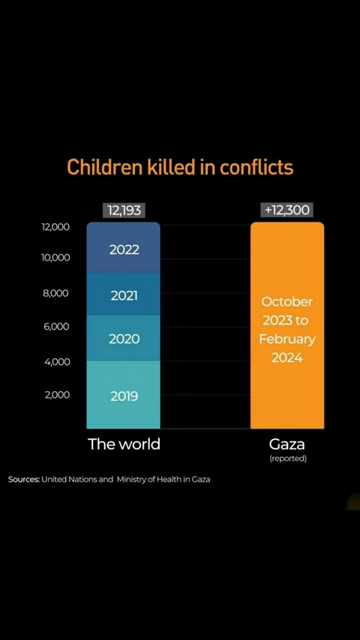 Children killed in conflicts
12,193
+12,300
12,000
10,000
8,000
6,000
4,000
2,000
2022
2021
2020
2019
October
2023 to
February
2024
The world
Gaza
(reported)
Sources: United Nations and Ministry of Health in Gaza